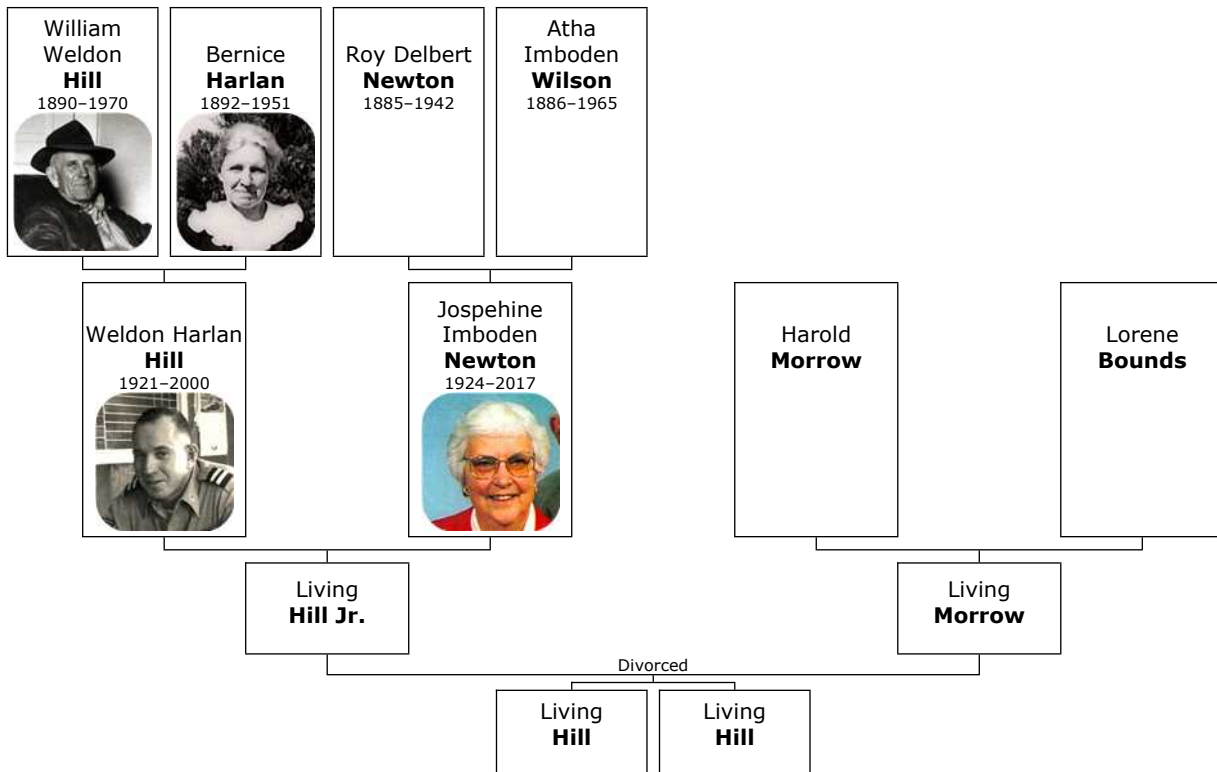 William
Weldon
Hill
1890–1970
Bernice
Harlan
1892–1951
Roy Delbert
Newton
1885–1942
Atha
Imboden
Wilson
1886–1965
Weldon Harlan
Hill
1921–2000
Jospehine
Imboden
Newton
1924–2017
Harold
Morrow
Lorene
Bounds
Living
Hill Jr.
Living
Morrow
Divorced
Living
Hill
Living
Hill